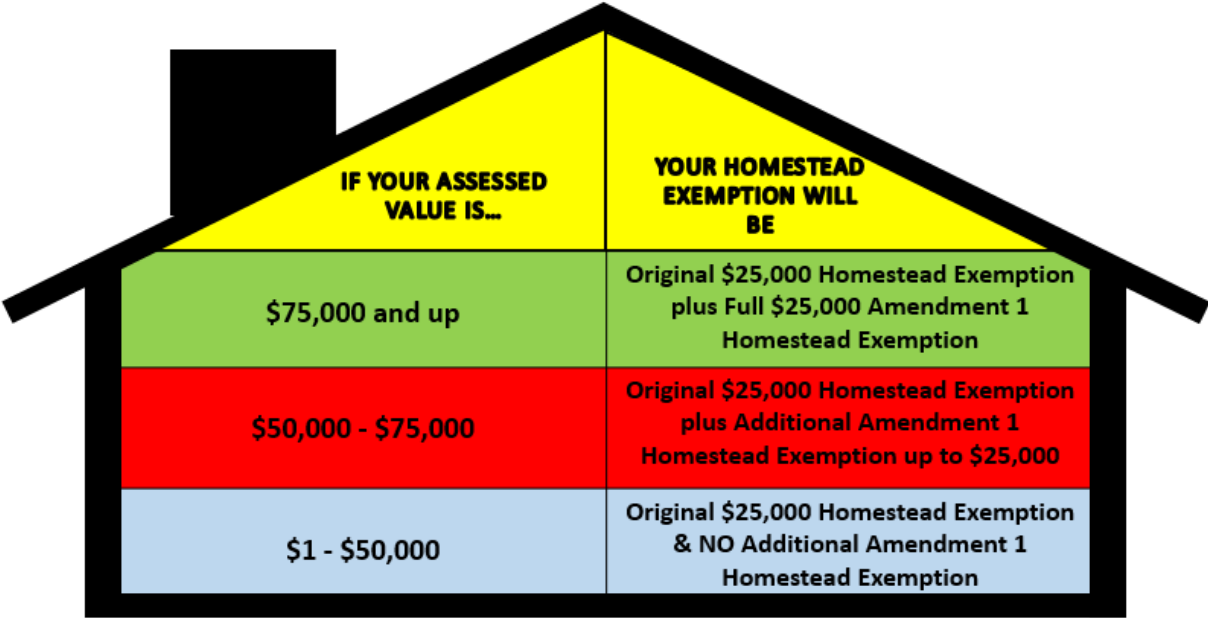 IF YOUR ASSESSED
VALUE IS...
YOUR HOMESTEAD
EXEMPTION WILL
BE
$75,000 and up
Original $25,000 Homestead Exemption
plus Full $25,000 Amendment 1
Homestead Exemption
$50,000 - $75,000
Original $25,000 Homestead Exemption
plus Additional Amendment 1
Homestead Exemption up to $25,000
$1 - $50,000
Original $25,000 Homestead Exemption
& NO Additional Amendment 1
Homestead Exemption